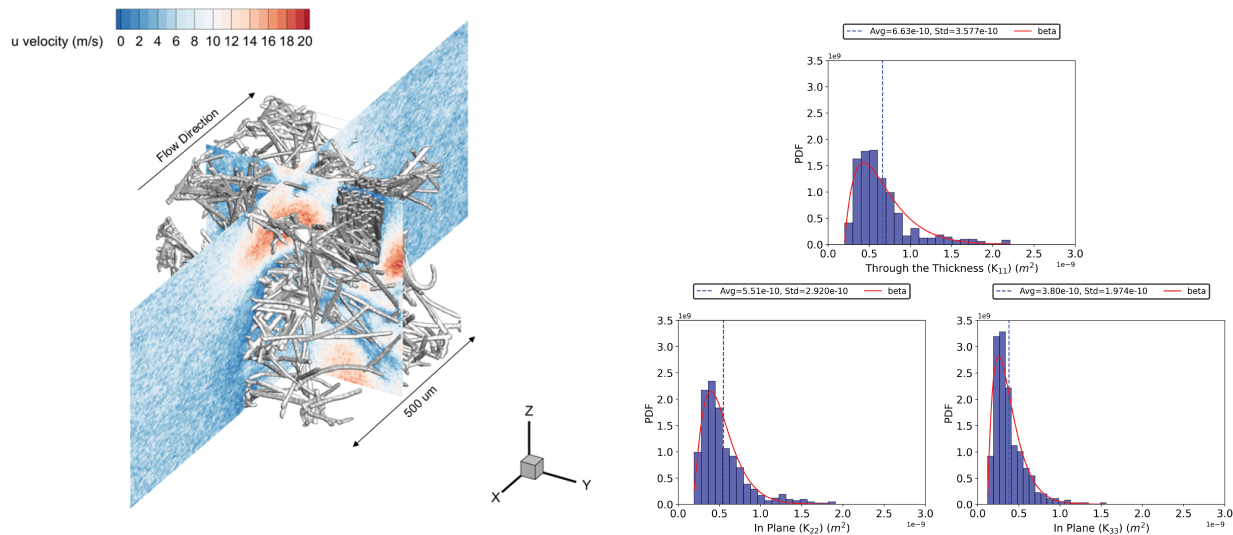 u velocity (m/s)
0 2 4 6 8 10 12 14 16 18 20
Flow Direction
500 um
Z
Y
X
Avg=6.63e-10, Std=3.577e-10 beta
1e9
3.5
3.0
2.5
2.0
1.5
1.0
0.5
0.0
PDF
0.0 0.5 1.0 1.5 2.0 2.5 3.0
Through the Thickness (K11) (m²)
1e−9
Avg=5.51e-10, Std=2.920e-10 beta
1e9
3.5
3.0
2.5
2.0
1.5
1.0
0.5
0.0
PDF
0.0 0.5 1.0 1.5 2.0 2.5 3.0
In Plane (K22) (m²)
1e−9
Avg=3.80e-10, Std=1.974e-10 beta
1e9
3.5
3.0
2.5
2.0
1.5
1.0
0.5
0.0
PDF
0.0 0.5 1.0 1.5 2.0 2.5 3.0
In Plane (K33) (m²)
1e−9